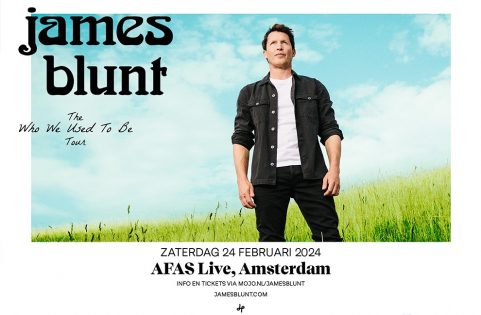 james
blunt
The
Who We Used To Be
Tour
ZATERDAG 24 FEBRUARI 2024
AFAS Live, Amsterdam
INFO EN TICKETS VIA MOJO.NL/JAMESBLUNT
JAMESBLUNT.COM